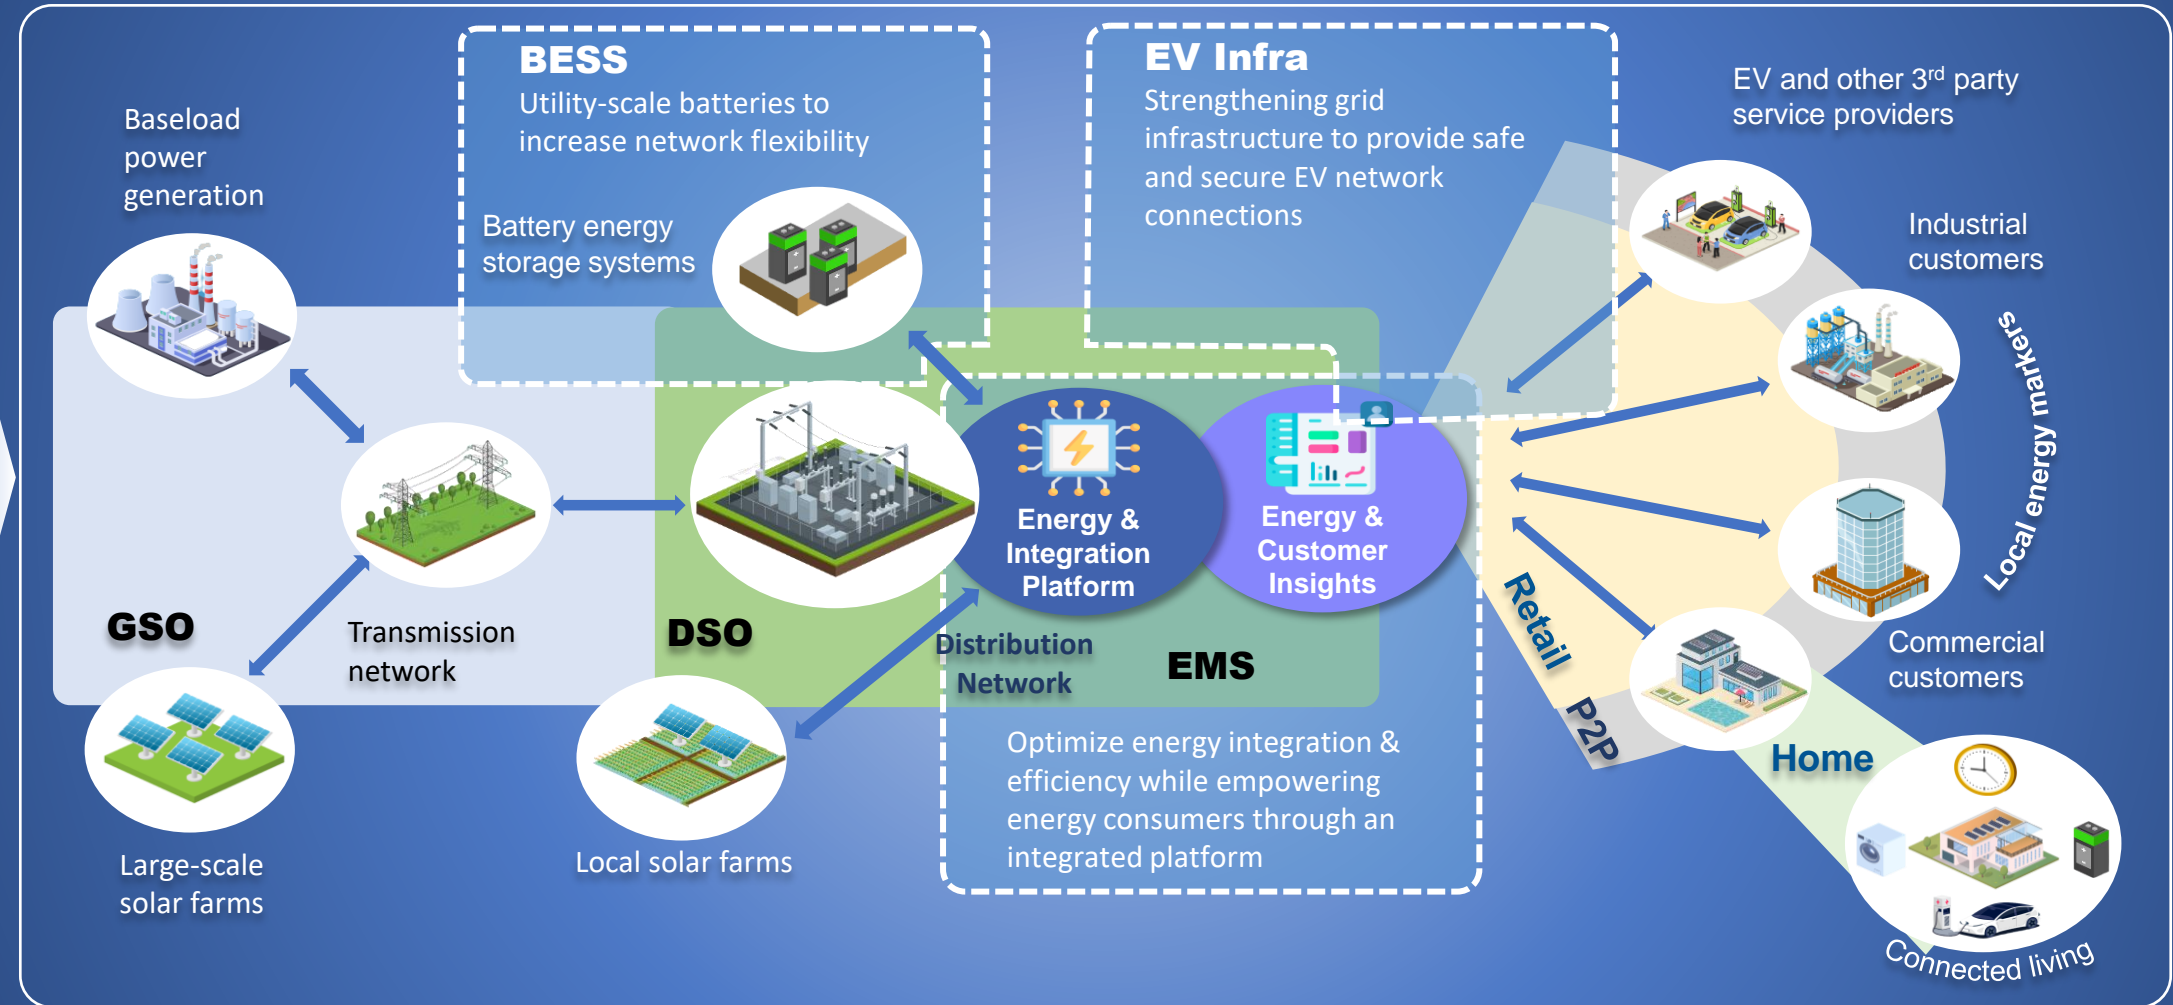 BESS
Utility-scale batteries to
increase network flexibility
EV Infra
Strengthening grid
infrastructure to provide safe
and secure EV network
connections
EV and other 3rd party
service providers
Baseload
power
generation
Battery energy
storage systems
Industrial
customers
Local energy markers
Energy &
Integration
Platform
Energy &
Customer
Insights
GSO
Transmission
network
DSO
Distribution
Network
EMS
Retail
P2P
Commercial
customers
Home
Optimize energy integration &
efficiency while empowering
energy consumers through an
integrated platform
Large-scale
solar farms
Local solar farms
Connected living